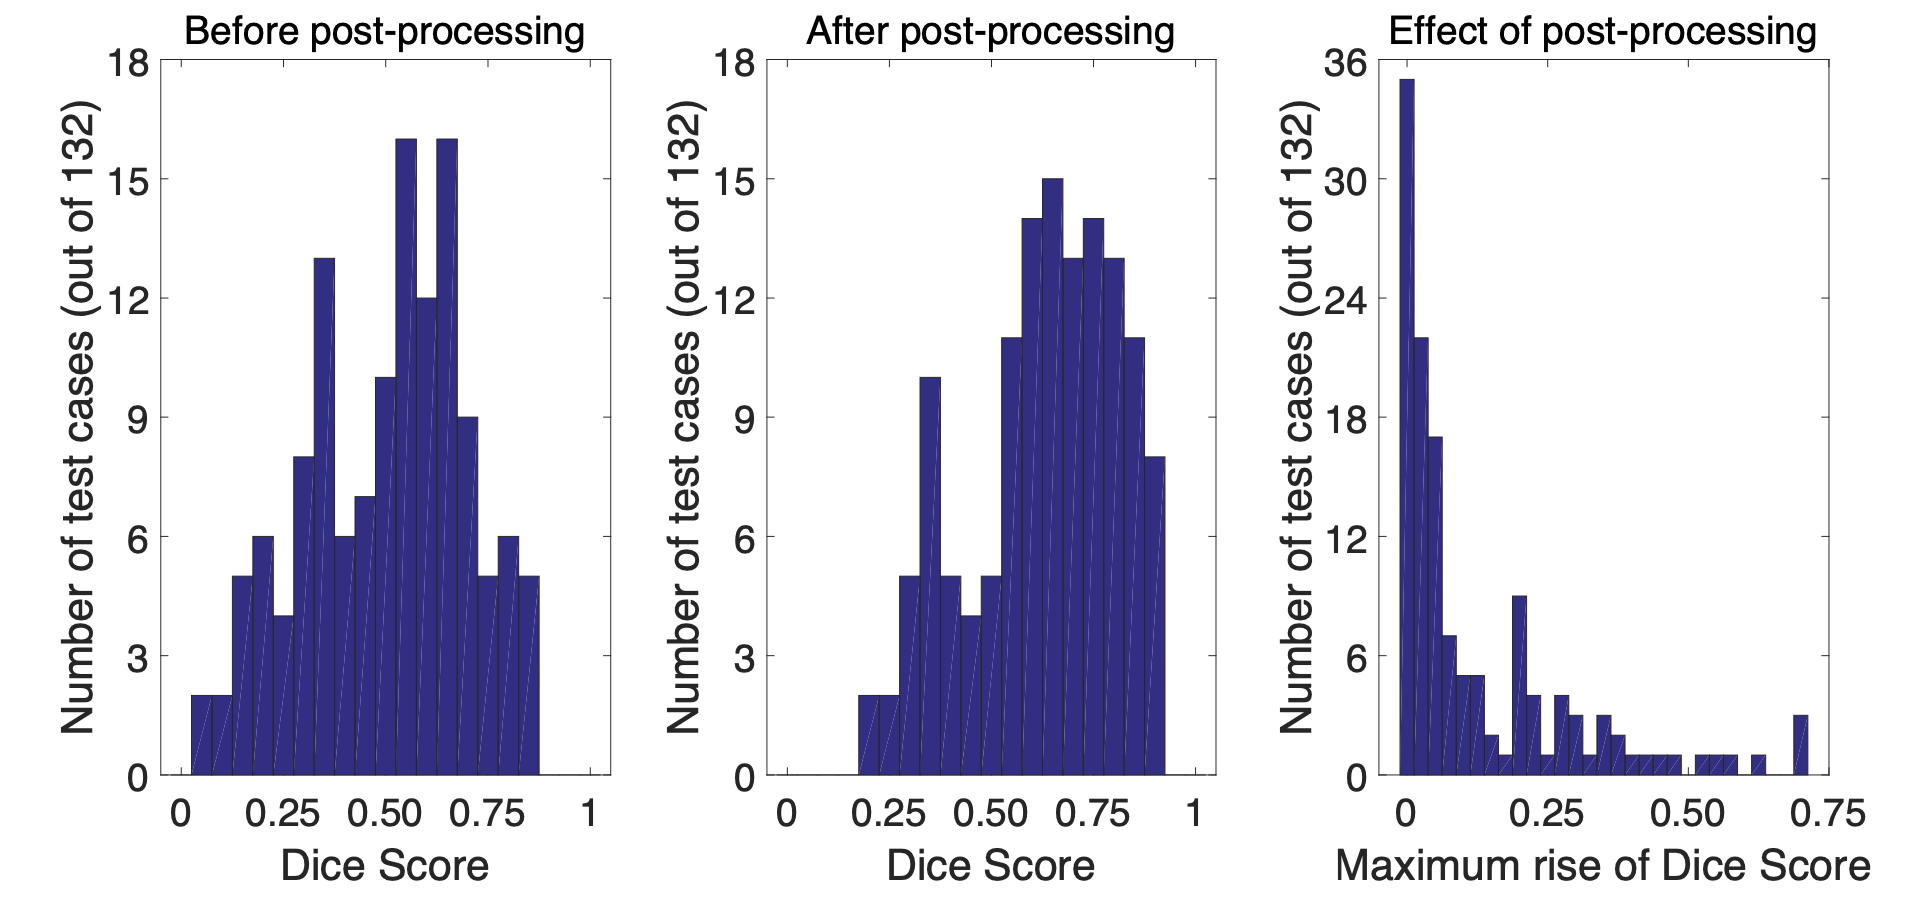 Before post-processing
Number of test cases (out of 132)
18
15
12
9
6
3
0
0 0.25 0.50 0.75 1
Dice Score
After post-processing
Number of test cases (out of 132)
18
15
12
9
6
3
0
0 0.25 0.50 0.75 1
Dice Score
Effect of post-processing
Number of test cases (out of 132)
36
30
24
18
12
6
0
0 0.25 0.50 0.75
Maximum rise of Dice Score